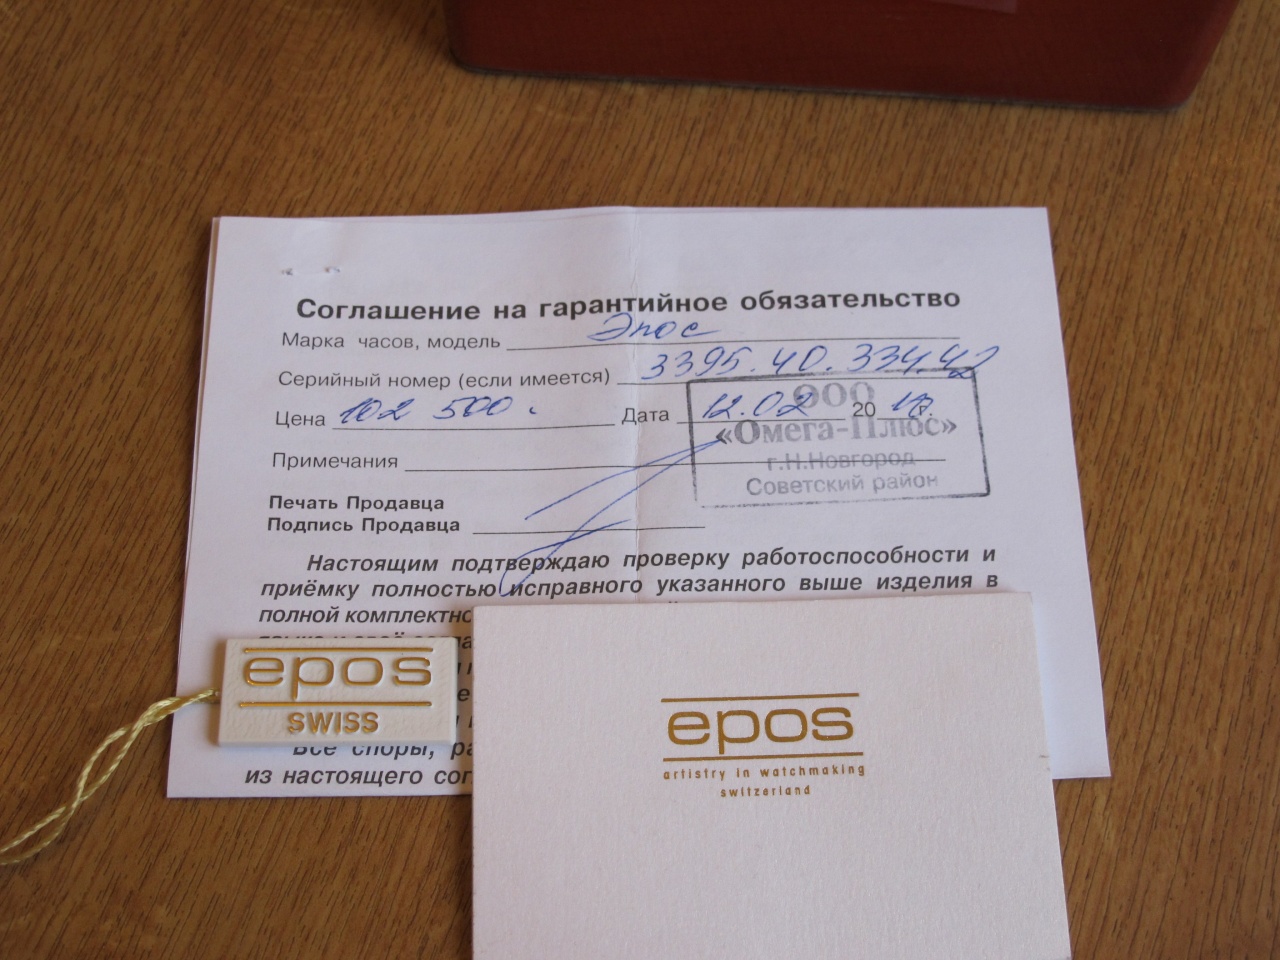 Соглашение на гарантийное обязательство
Марка часов, модель Эпос
Серийный номер (если имеется) 3395.40.334.42
Цена 102 500. Дата 12.02 20 г.
ООО
«Омега-Плюс»
г.Н.Новгород
Советский район
Примечания
Печать Продавца
Подпись Продавца
Настоящим подтверждаю проверку работоспособности и
приёмку полностью исправного указанного выше изделия в
полной
Все споры,
из настоящего
epos
SWISS
epos
artistry in watchmaking
switzerland